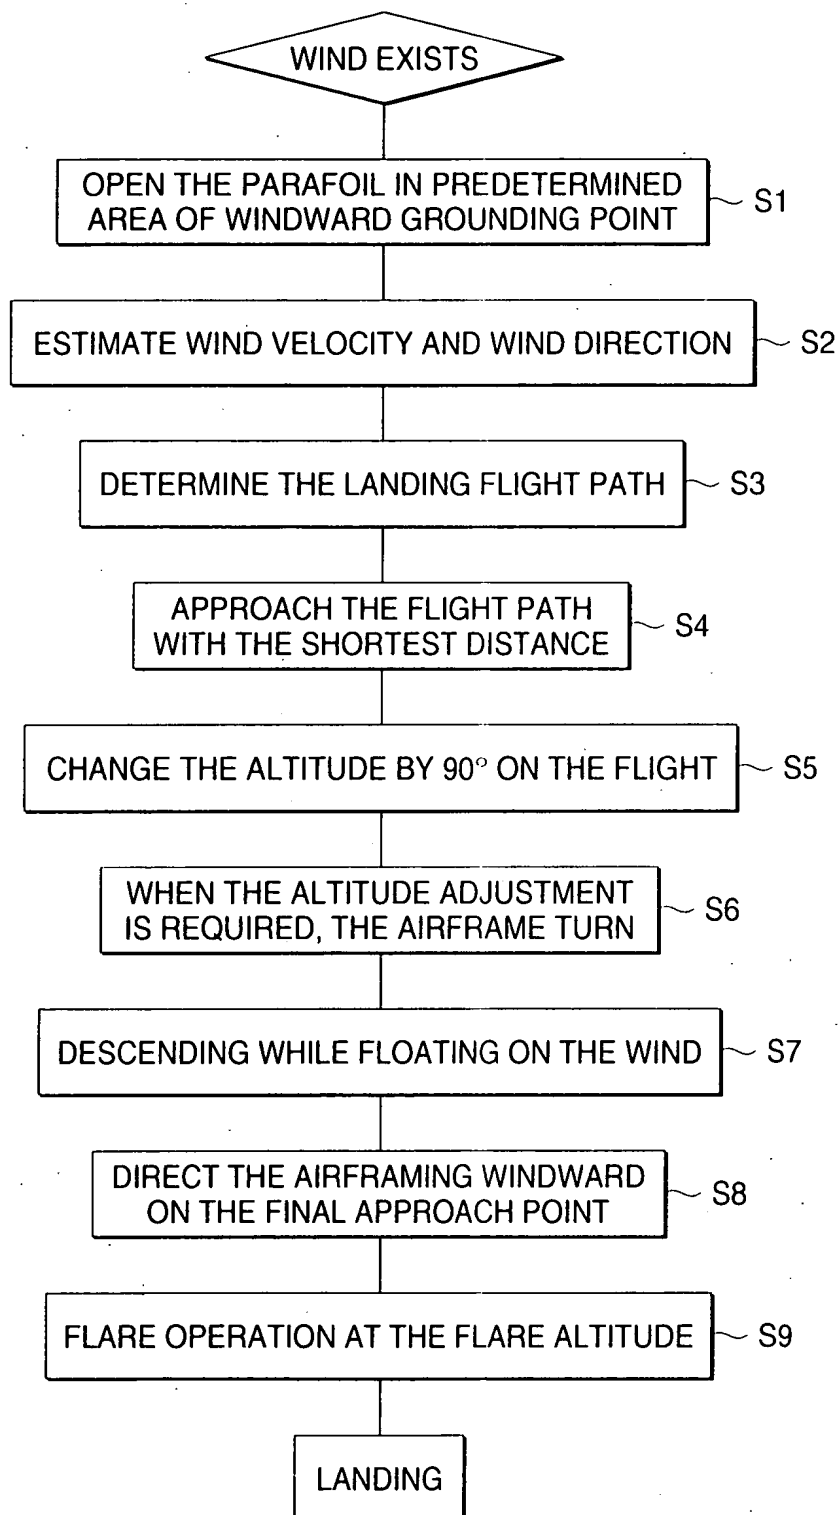 WIND EXISTS
OPEN THE PARAFOIL IN PREDETERMINED
AREA OF WINDWARD GROUNDING POINT
S1
ESTIMATE WIND VELOCITY AND WIND DIRECTION
S2
DETERMINE THE LANDING FLIGHT PATH
S3
APPROACH THE FLIGHT PATH
WITH THE SHORTEST DISTANCE
S4
CHANGE THE ALTITUDE BY 90° ON THE FLIGHT
S5
WHEN THE ALTITUDE ADJUSTMENT
IS REQUIRED, THE AIRFRAME TURN
S6
DESCENDING WHILE FLOATING ON THE WIND
S7
DIRECT THE AIRFRAMING WINDWARD
ON THE FINAL APPROACH POINT
S8
FLARE OPERATION AT THE FLARE ALTITUDE
S9
LANDING